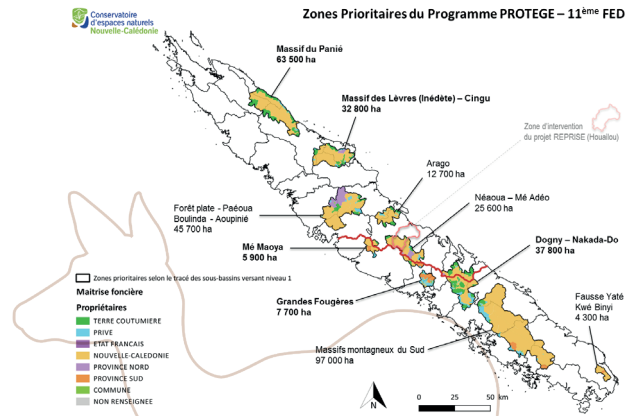 Conservatoire
d'espaces naturels
Nouvelle-Calédonie
Zones Prioritaires du Programme PROTEGE – 11ème FED
Massif du Panié
63 500 ha
Massif des Lèvres (Inédète) – Cingu
32 800 ha
Zone d'intervention
du projet REPRISE (Houaïlou)
Arago
12 700 ha
Néaoua – Mé Adéo
25 600 ha
Forêt plate - Paéoua
Boulinda - Aoupinié
45 700 ha
Dogny – Nakada-Do
37 800 ha
Mé Maoya
5 900 ha
Zones prioritaires selon le tracé des sous-bassins versant niveau 1
Maitrise foncière
Propriétaires
TERRE COUTUMIERE
PRIVE
ETAT FRANCAIS
NOUVELLE-CALEDONIE
PROVINCE NORD
PROVINCE SUD
COMMUNE
NON RENSEIGNEE
Grandes Fougères
7 700 ha
Fausse Yaté
Kwé Binyi
4 300 ha
Massifs montagneux du Sud
97 000 ha
N
0 25 50 km